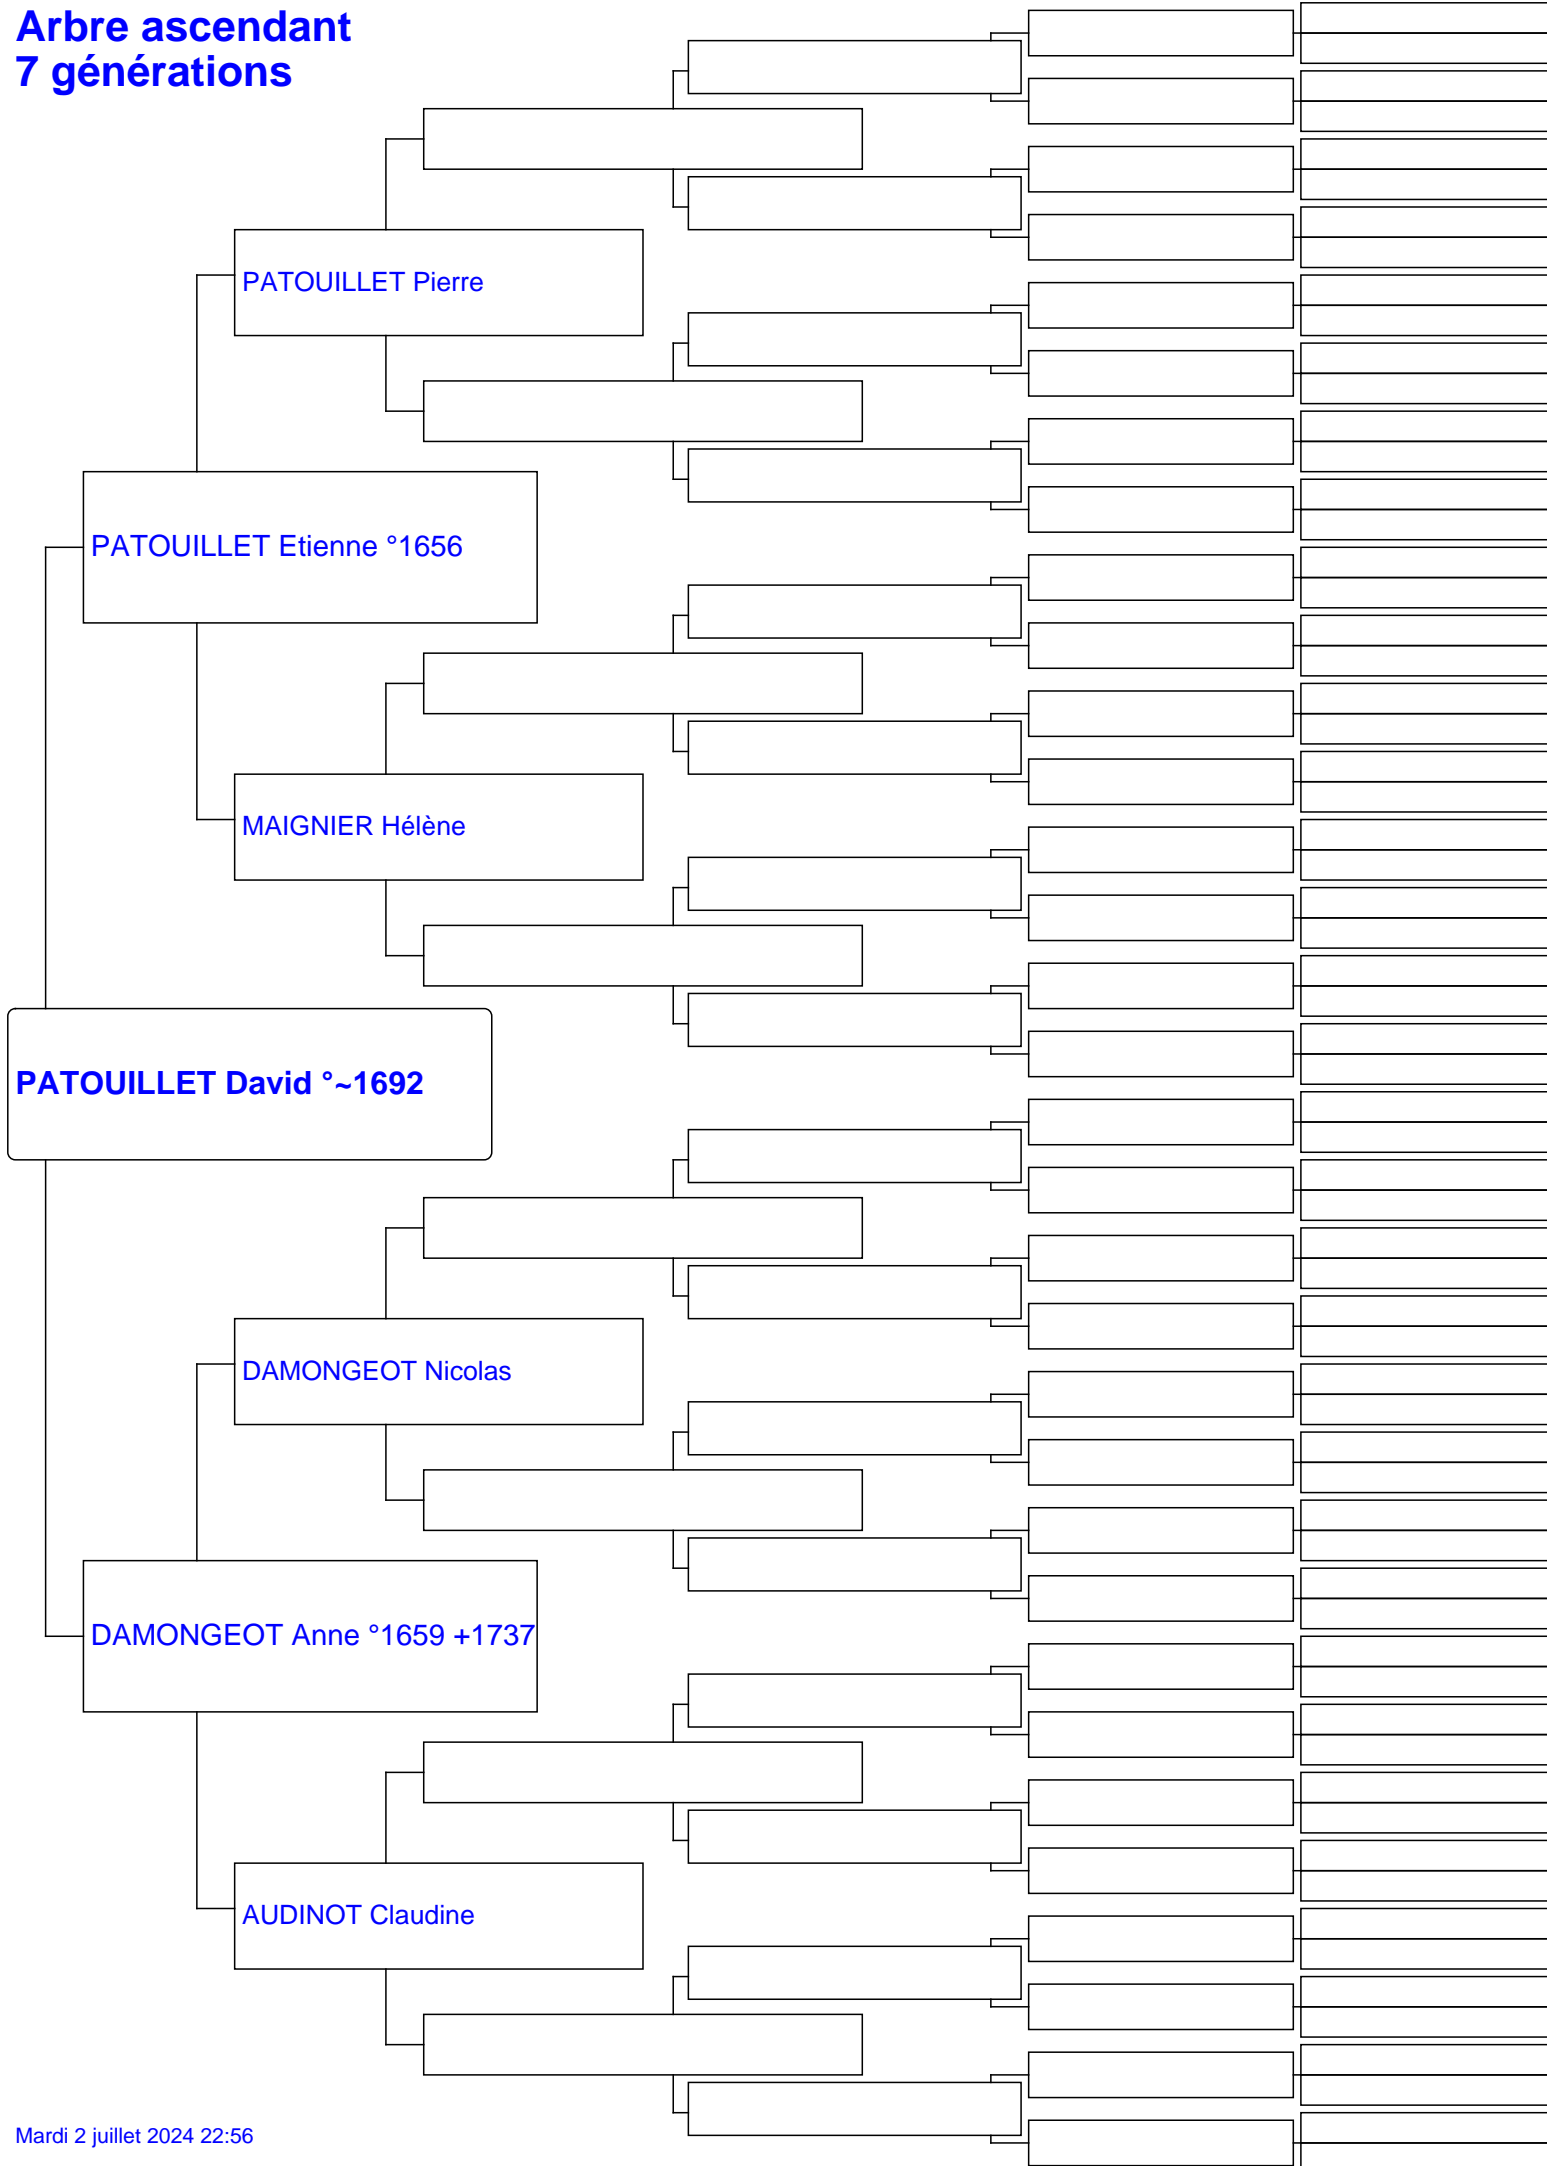 Arbre ascendant
7 générations
PATOUILLET Pierre
PATOUILLET Etienne °1656
MAIGNIER Hélène
PATOUILLET David °~1692
DAMONGEOT Nicolas
DAMONGEOT Anne °1659 +1737
AUDINOT Claudine
Mardi 2 juillet 2024 22:56